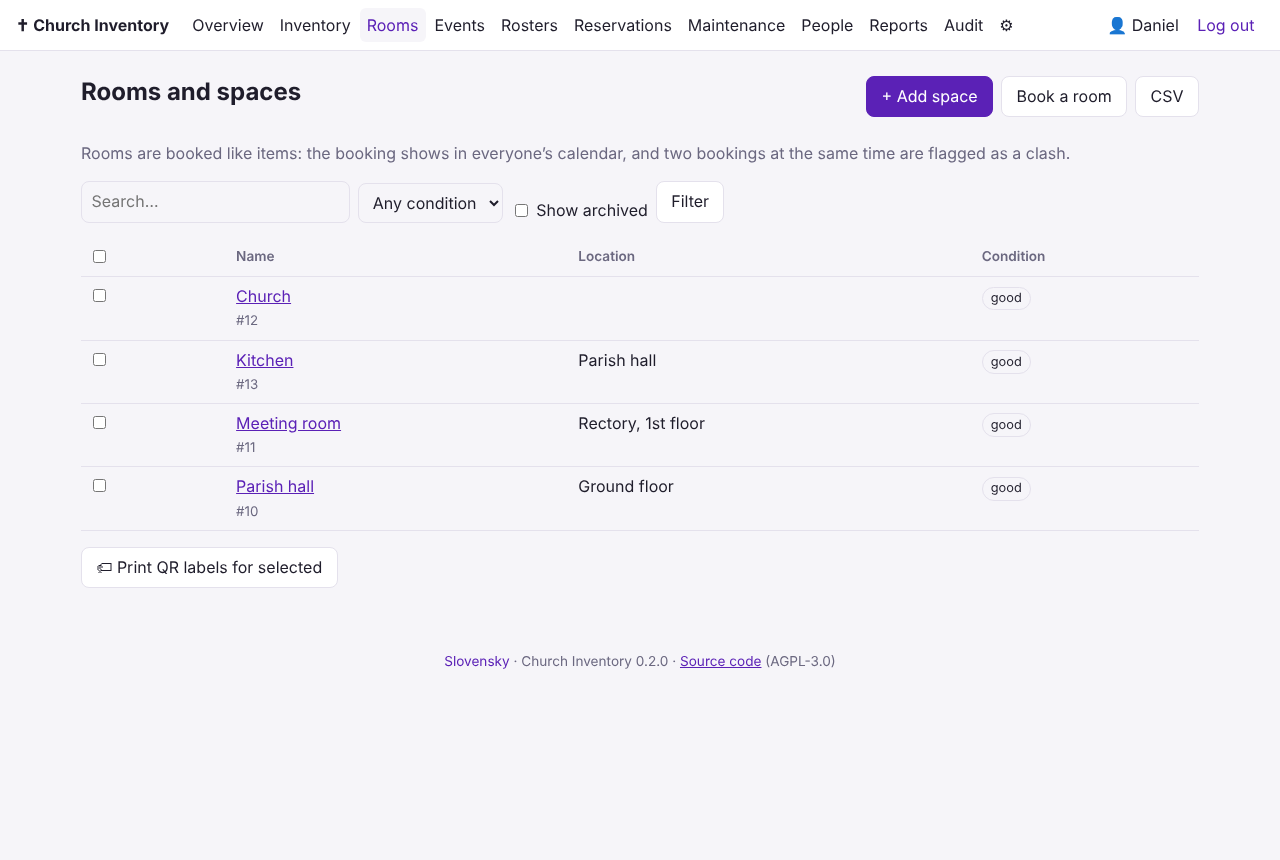 ✝ Church Inventory Overview Inventory Rooms Events Rosters Reservations Maintenance People Reports Audit ⚙ 👤 Daniel Log out
Rooms and spaces + Add space Book a room CSV
Rooms are booked like items: the booking shows in everyone’s calendar, and two bookings at the same time are flagged as a clash.
Search… Any condition Show archived Filter
Name Location Condition
Church good
#12
Kitchen Parish hall good
#13
Meeting room Rectory, 1st floor good
#11
Parish hall Ground floor good
#10
🏷 Print QR labels for selected
Slovensky · Church Inventory 0.2.0 · Source code (AGPL-3.0)